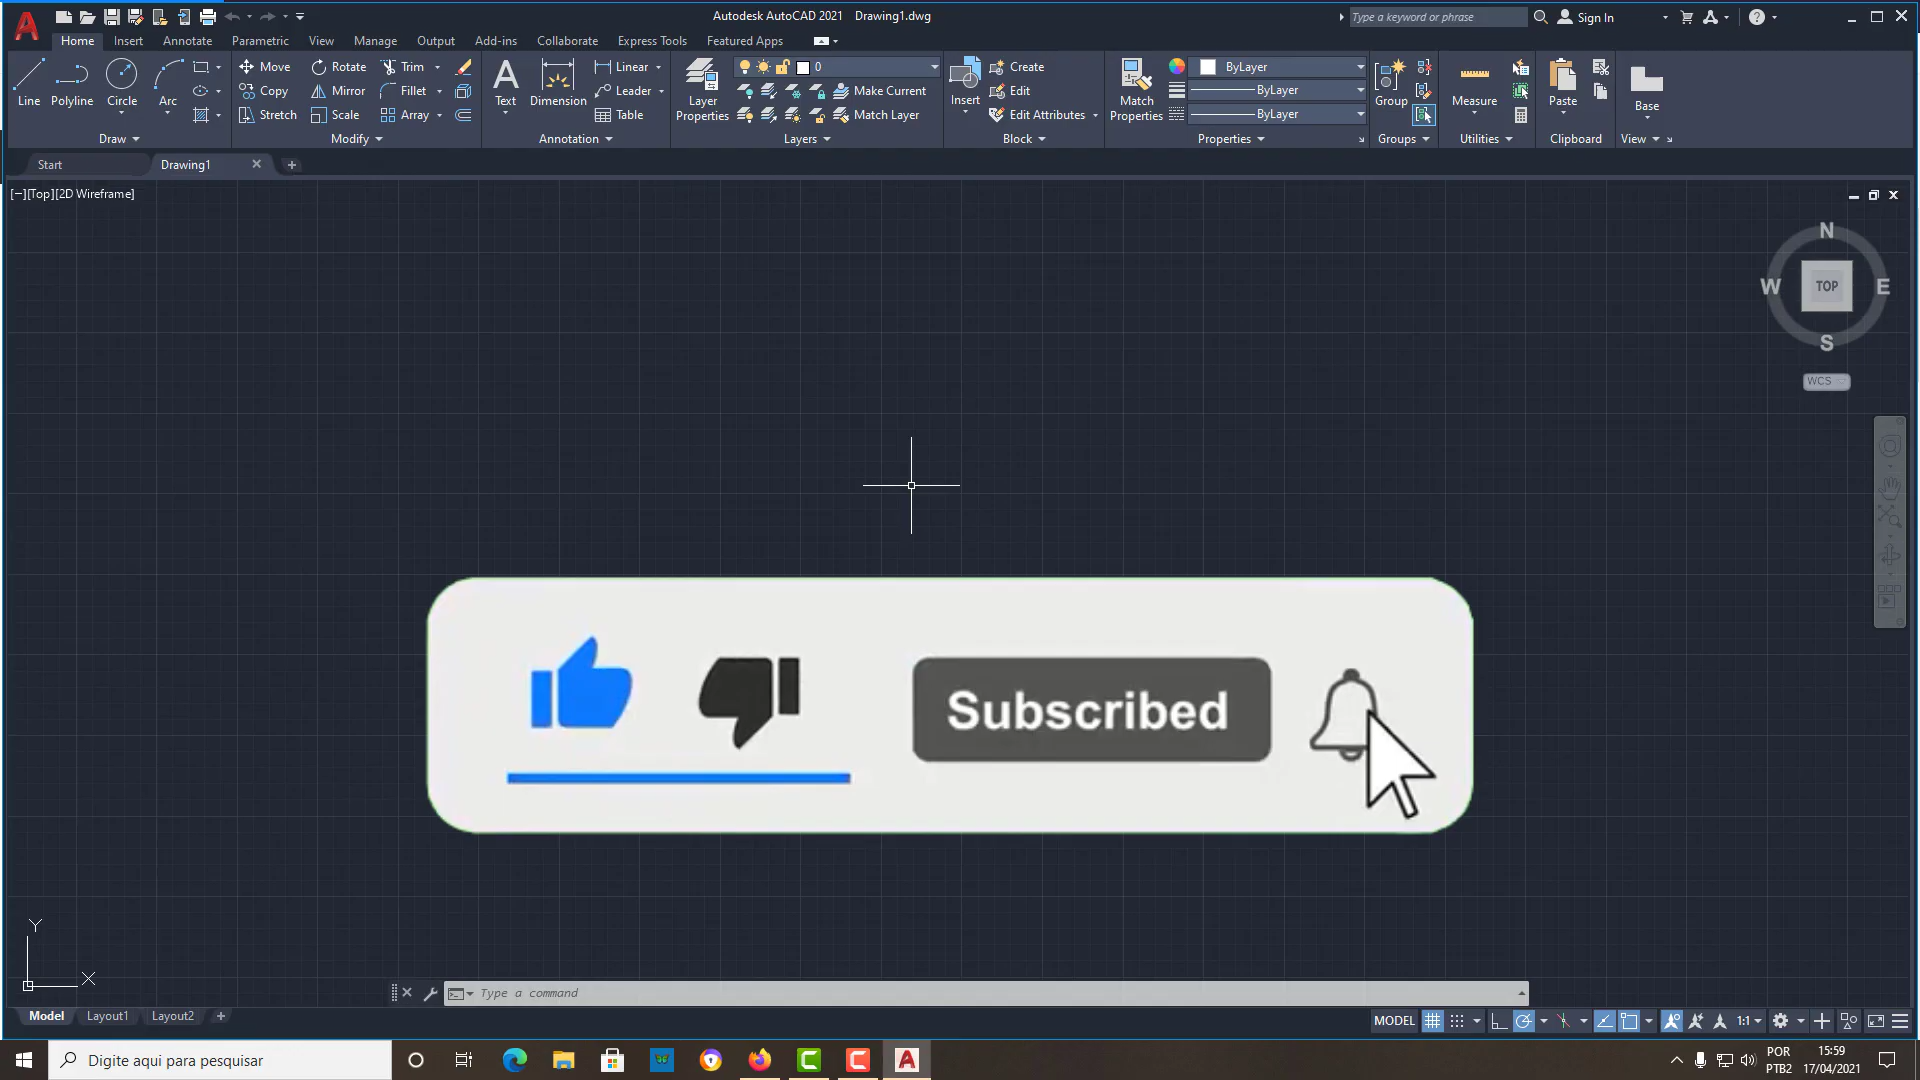 Autodesk AutoCAD 2021 Drawing1.dwg
Type a keyword or phrase
Sign In
Home Insert Annotate Parametric View Manage Output Add-ins Collaborate Express Tools Featured Apps
Line Polyline Circle Arc
Move Rotate Trim
Copy Mirror Fillet
Stretch Scale Array
Text Dimension
Linear
Leader
Table
Layer Properties
0
Make Current
Match Layer
Insert
Create
Edit
Edit Attributes
Match Properties
ByLayer
ByLayer
ByLayer
Group
Measure
Paste
Base
Draw Modify Annotation Layers Block Properties Groups Utilities Clipboard View
Start Drawing1
[−][Top][2D Wireframe]
N
W TOP E
S
WCS
Subscribed
Y
X
Type a command
Model Layout1 Layout2
MODEL 1:1
Digite aqui para pesquisar
POR
PTB2
15:59
17/04/2021